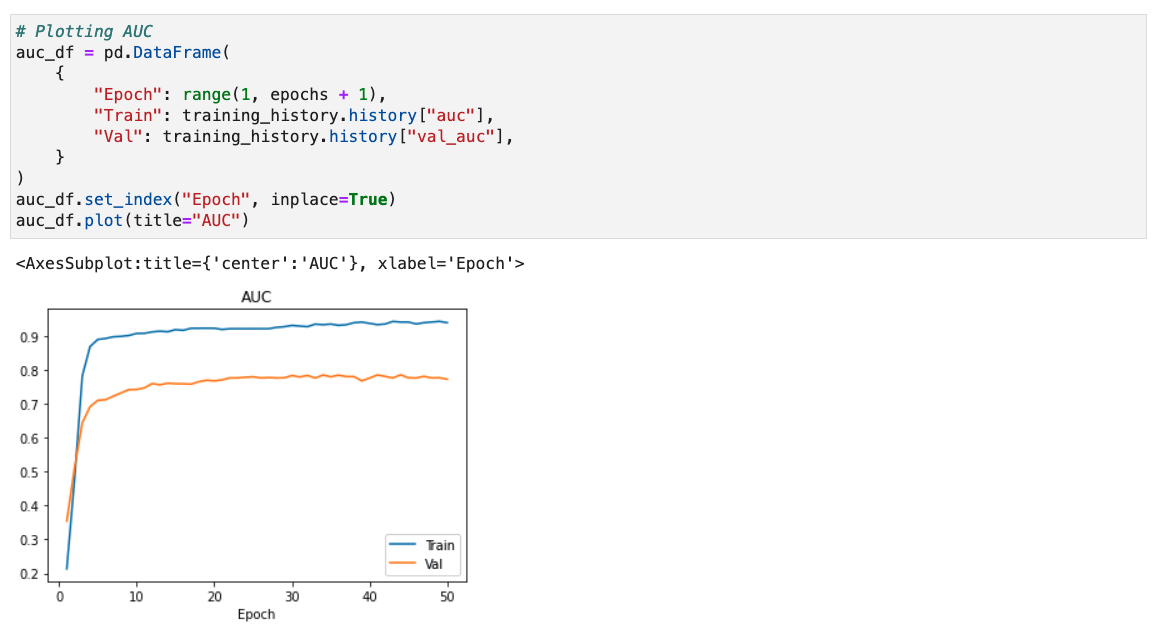 # Plotting AUC
auc_df = pd.DataFrame(
    {
        "Epoch": range(1, epochs + 1),
        "Train": training_history.history["auc"],
        "Val": training_history.history["val_auc"],
    }
)
auc_df.set_index("Epoch", inplace=True)
auc_df.plot(title="AUC")
<AxesSubplot:title={'center':'AUC'}, xlabel='Epoch'>
AUC
0.9
0.8
0.7
0.6
0.5
0.4
0.3
0.2
Train
Val
0 10 20 30 40 50
Epoch